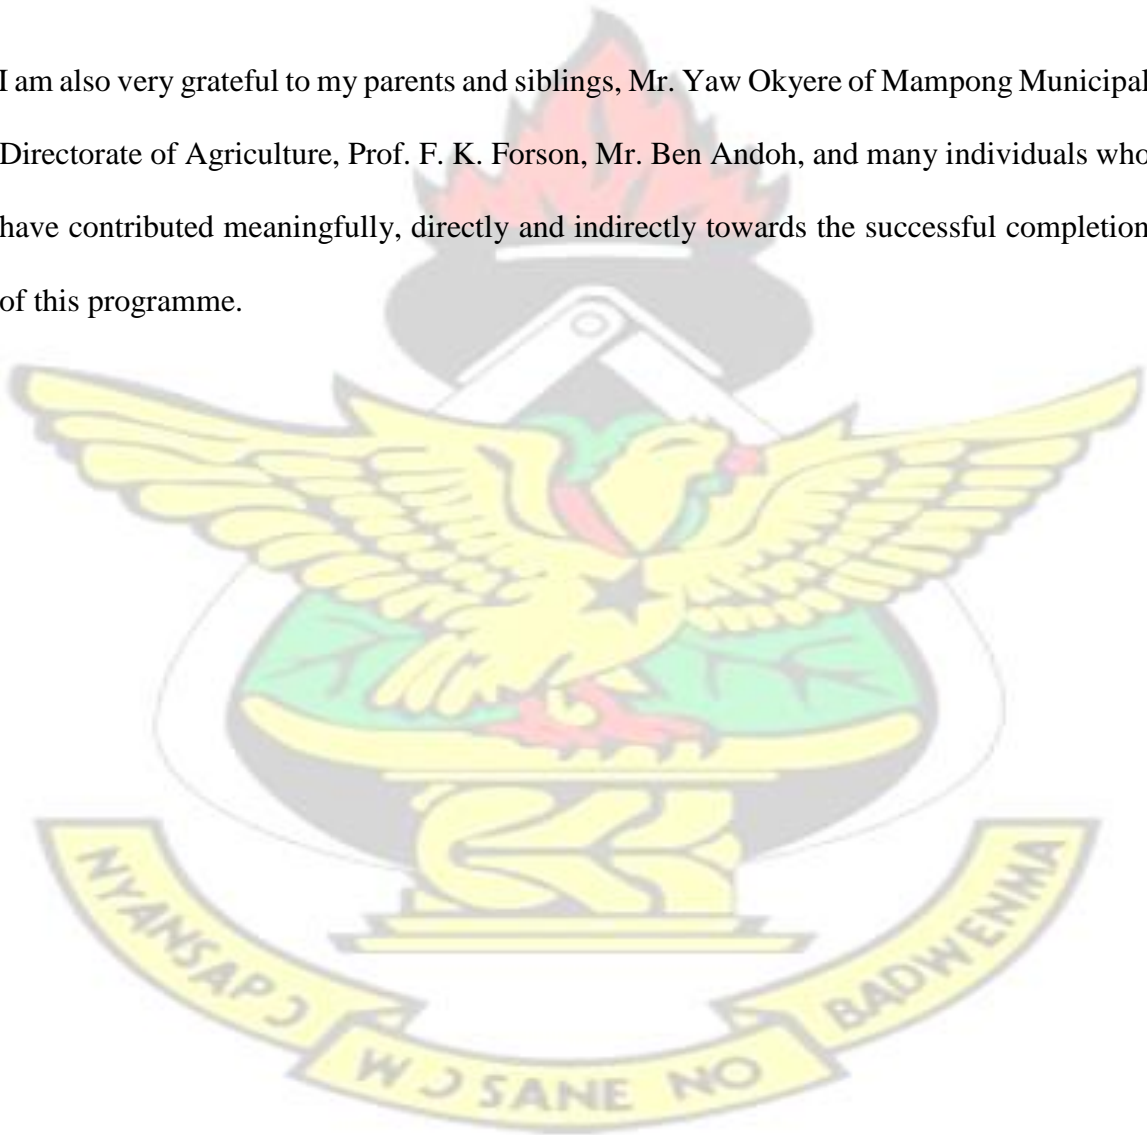 I am also very grateful to my parents and siblings, Mr. Yaw Okyere of Mampong Municipal
Directorate of Agriculture, Prof. F. K. Forson, Mr. Ben Andoh, and many individuals who
have contributed meaningfully, directly and indirectly towards the successful completion
of this programme.
NYANSAPƆ
WƆSANE NO
BADWENMA